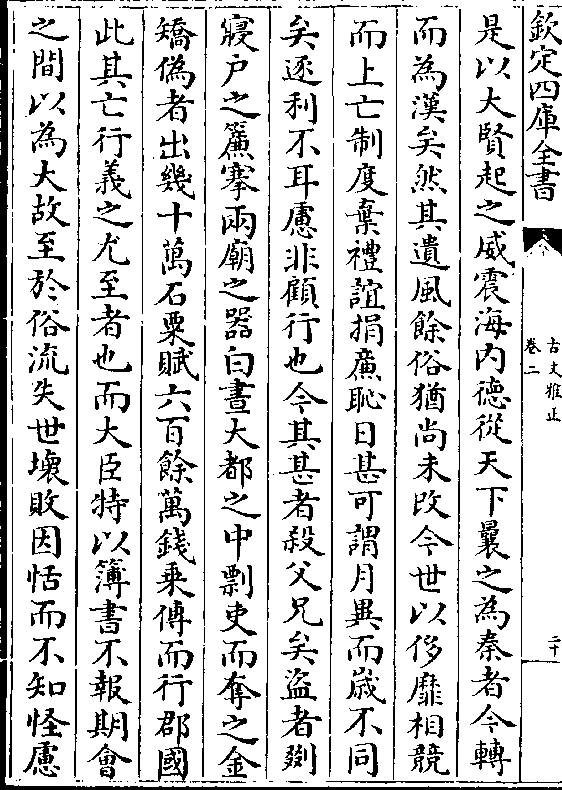 欽定四庫全書
古文雅正
卷二
二十
是以大賢起之威震海内德從天下曩之為秦者今轉
而為漢矣然其遺風餘俗猶尚未改今世以侈靡相競
而上亡制度棄禮誼捐廉恥日甚可謂月異而嵗不同
矣逐利不耳慮非顧行也今其甚者殺父兄矣盜者剟
寢户之簾搴兩廟之器白晝大都之中剽吏而奪之金
矯偽者出幾十萬石粟賦六百餘萬錢乘傳而行郡國
此其亡行義之尤至者也而大臣特以簿書不報期會
之間以為大故至於俗流失世壞敗因恬而不知怪慮